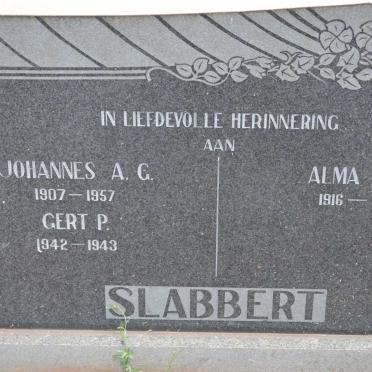 IN LIEFDEVOLLE HERINNERING
AAN
JOHANNES A. G.
1907 – 1957
GERT P.
1942 – 1943
ALMA
1916 –
SLABBERT